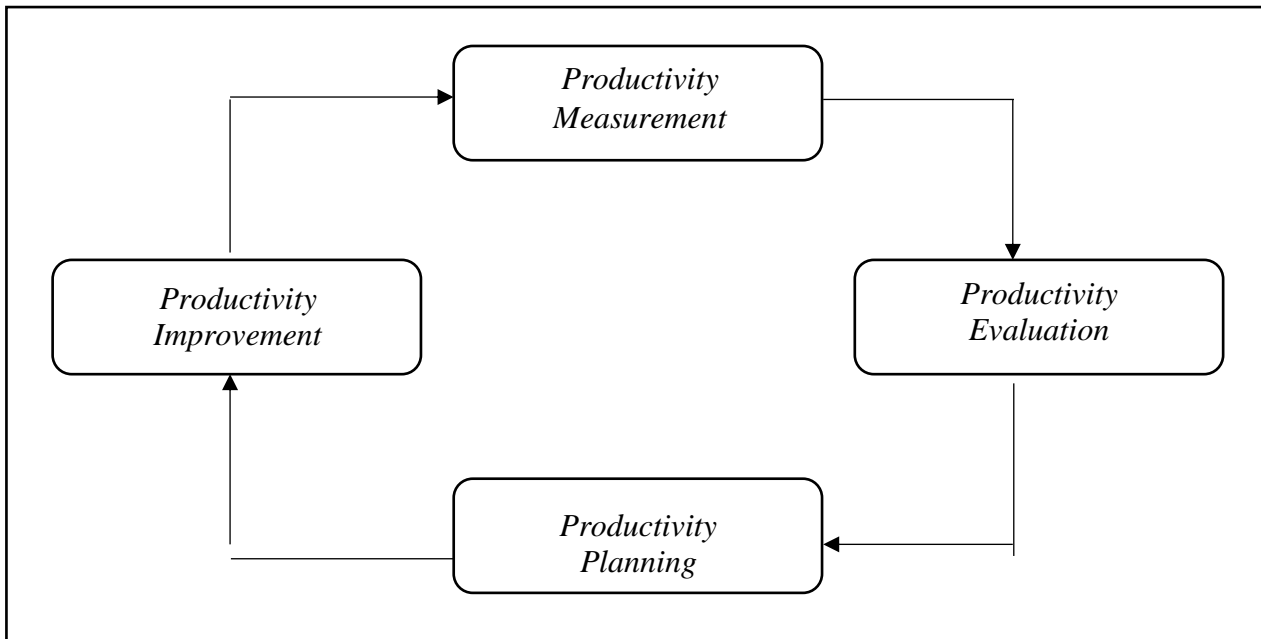 Productivity
Measurement
Productivity
Improvement
Productivity
Evaluation
Productivity
Planning